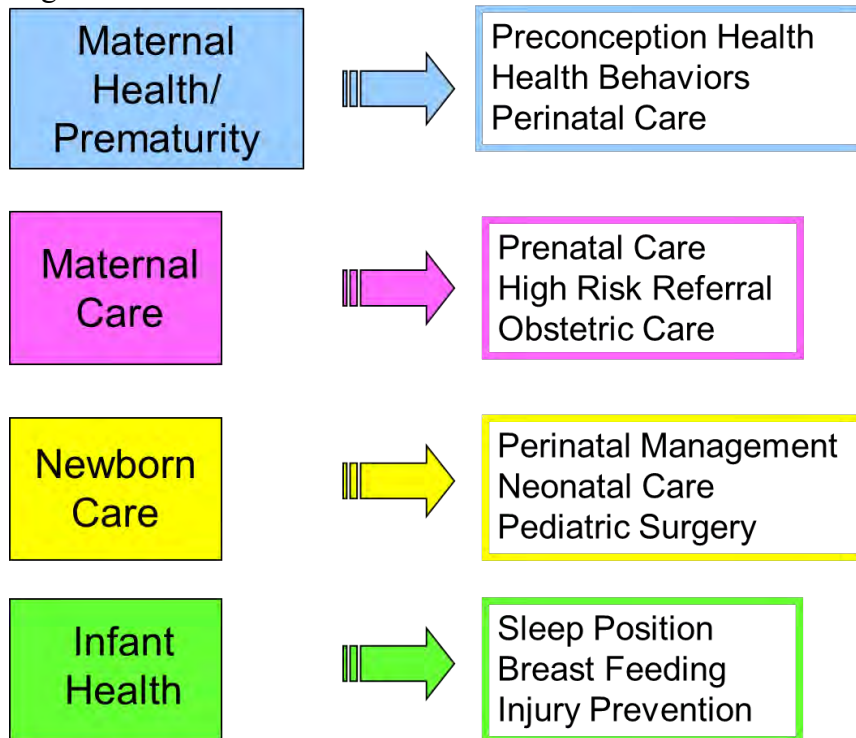 Maternal
Health/
Prematurity
Preconception Health
Health Behaviors
Perinatal Care
Maternal
Care
Prenatal Care
High Risk Referral
Obstetric Care
Newborn
Care
Perinatal Management
Neonatal Care
Pediatric Surgery
Infant
Health
Sleep Position
Breast Feeding
Injury Prevention